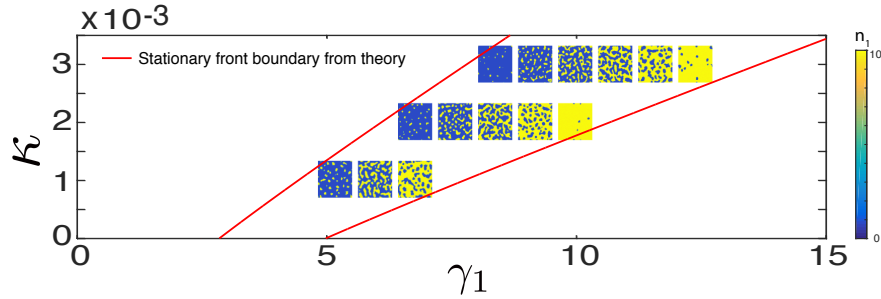 x10⁻³
n₁
3
Stationary front boundary from theory
10
2
κ
1
0
0
0
5
10
15
γ₁